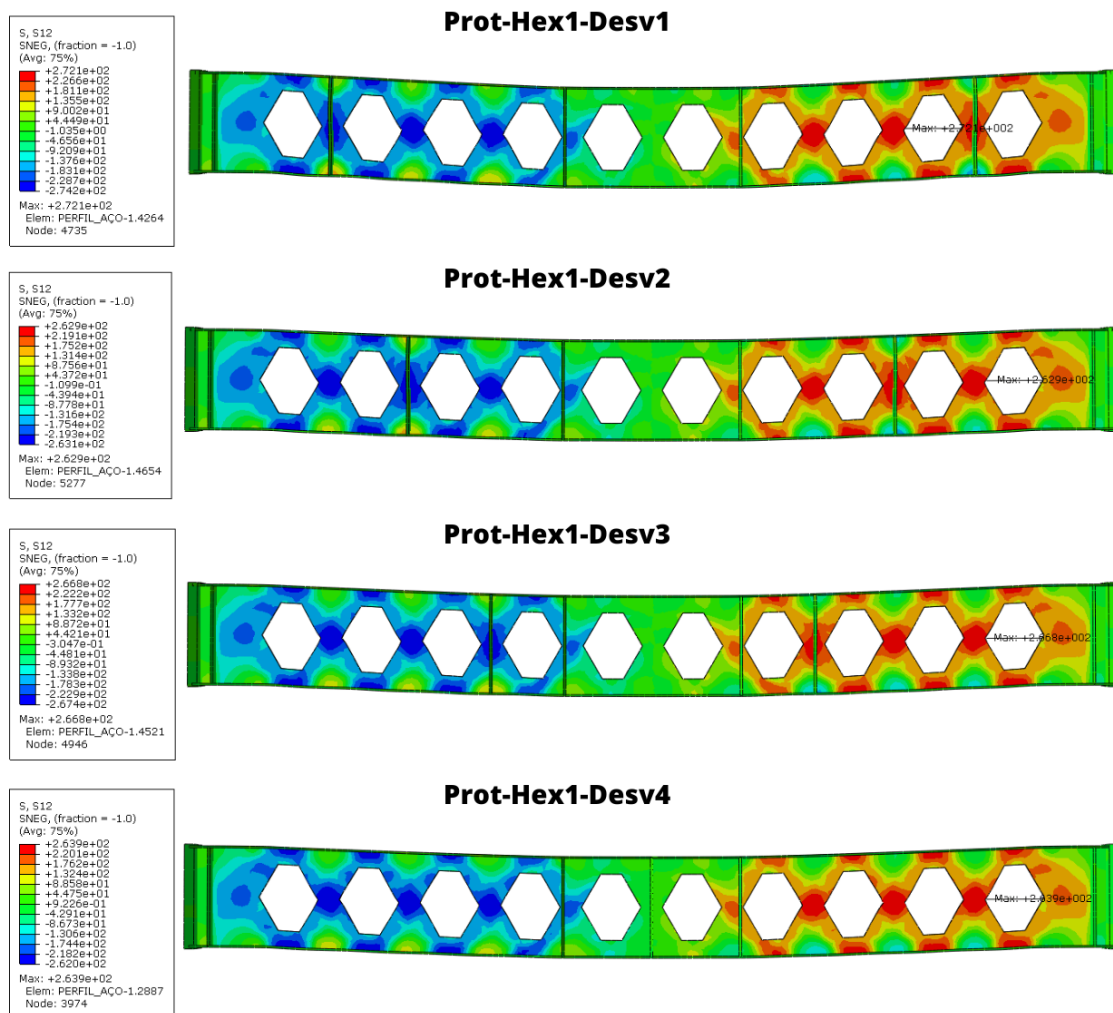 Prot-Hex1-Desv1
S, S12
SNEG, (fraction = -1.0)
(Avg: 75%)
+2.721e+02
+2.266e+02
+1.811e+02
+1.355e+02
+9.002e+01
+4.449e+01
-1.035e+00
-4.656e+01
-9.209e+01
-1.376e+02
-1.831e+02
-2.287e+02
-2.742e+02
Max: +2.721e+02
Elem: PERFIL_AÇO-1.4264
Node: 4735
Max: +2.721e+002
Prot-Hex1-Desv2
S, S12
SNEG, (fraction = -1.0)
(Avg: 75%)
+2.629e+02
+2.191e+02
+1.752e+02
+1.314e+02
+8.756e+01
+4.372e+01
-1.099e-01
-4.394e+01
-8.778e+01
-1.316e+02
-1.754e+02
-2.193e+02
-2.631e+02
Max: +2.629e+02
Elem: PERFIL_AÇO-1.4654
Node: 5277
Max: +2.629e+002
Prot-Hex1-Desv3
S, S12
SNEG, (fraction = -1.0)
(Avg: 75%)
+2.668e+02
+2.222e+02
+1.777e+02
+1.332e+02
+8.872e+01
+4.421e+01
-3.047e-01
-4.481e+01
-8.932e+01
-1.338e+02
-1.783e+02
-2.229e+02
-2.674e+02
Max: +2.668e+02
Elem: PERFIL_AÇO-1.4521
Node: 4946
Max: +2.668e+002
Prot-Hex1-Desv4
S, S12
SNEG, (fraction = -1.0)
(Avg: 75%)
+2.639e+02
+2.201e+02
+1.762e+02
+1.324e+02
+8.858e+01
+4.475e+01
+9.226e-01
-4.291e+01
-8.673e+01
-1.306e+02
-1.744e+02
-2.182e+02
-2.620e+02
Max: +2.639e+02
Elem: PERFIL_AÇO-1.2887
Node: 3974
Max: +2.639e+002